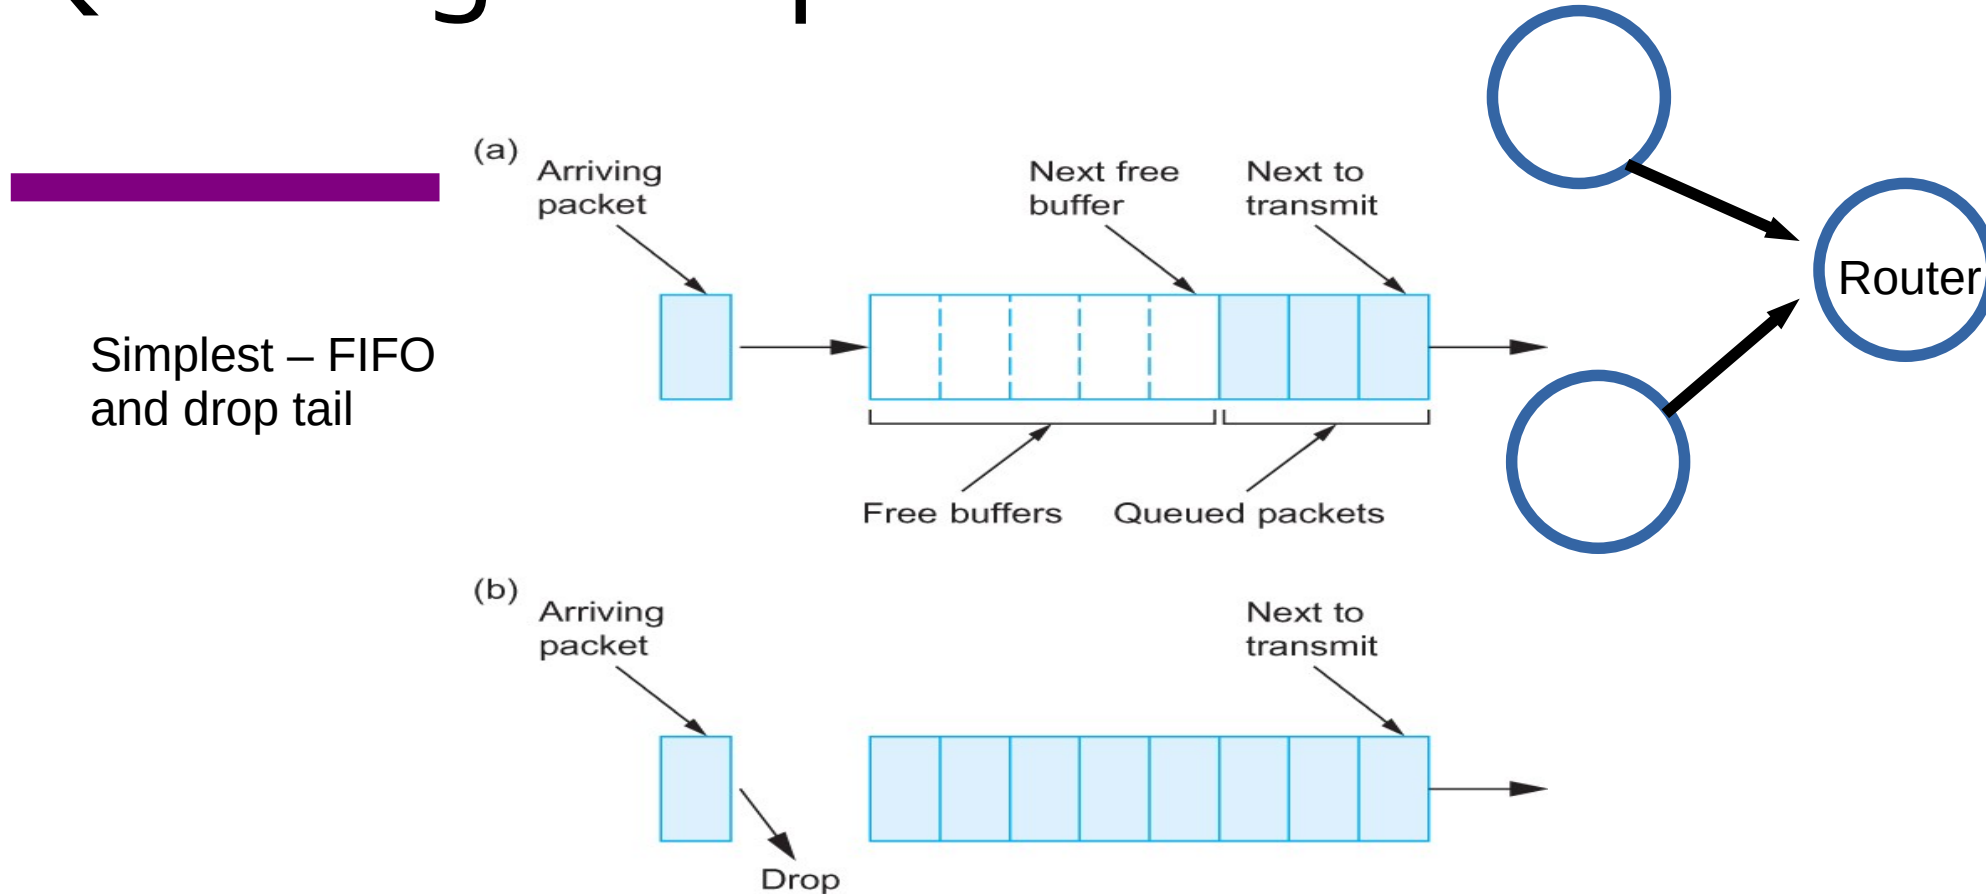 Simplest – FIFO
and drop tail
(a)
Arriving
packet
Next free
buffer
Next to
transmit
Free buffers
Queued packets
Router
(b)
Arriving
packet
Next to
transmit
Drop